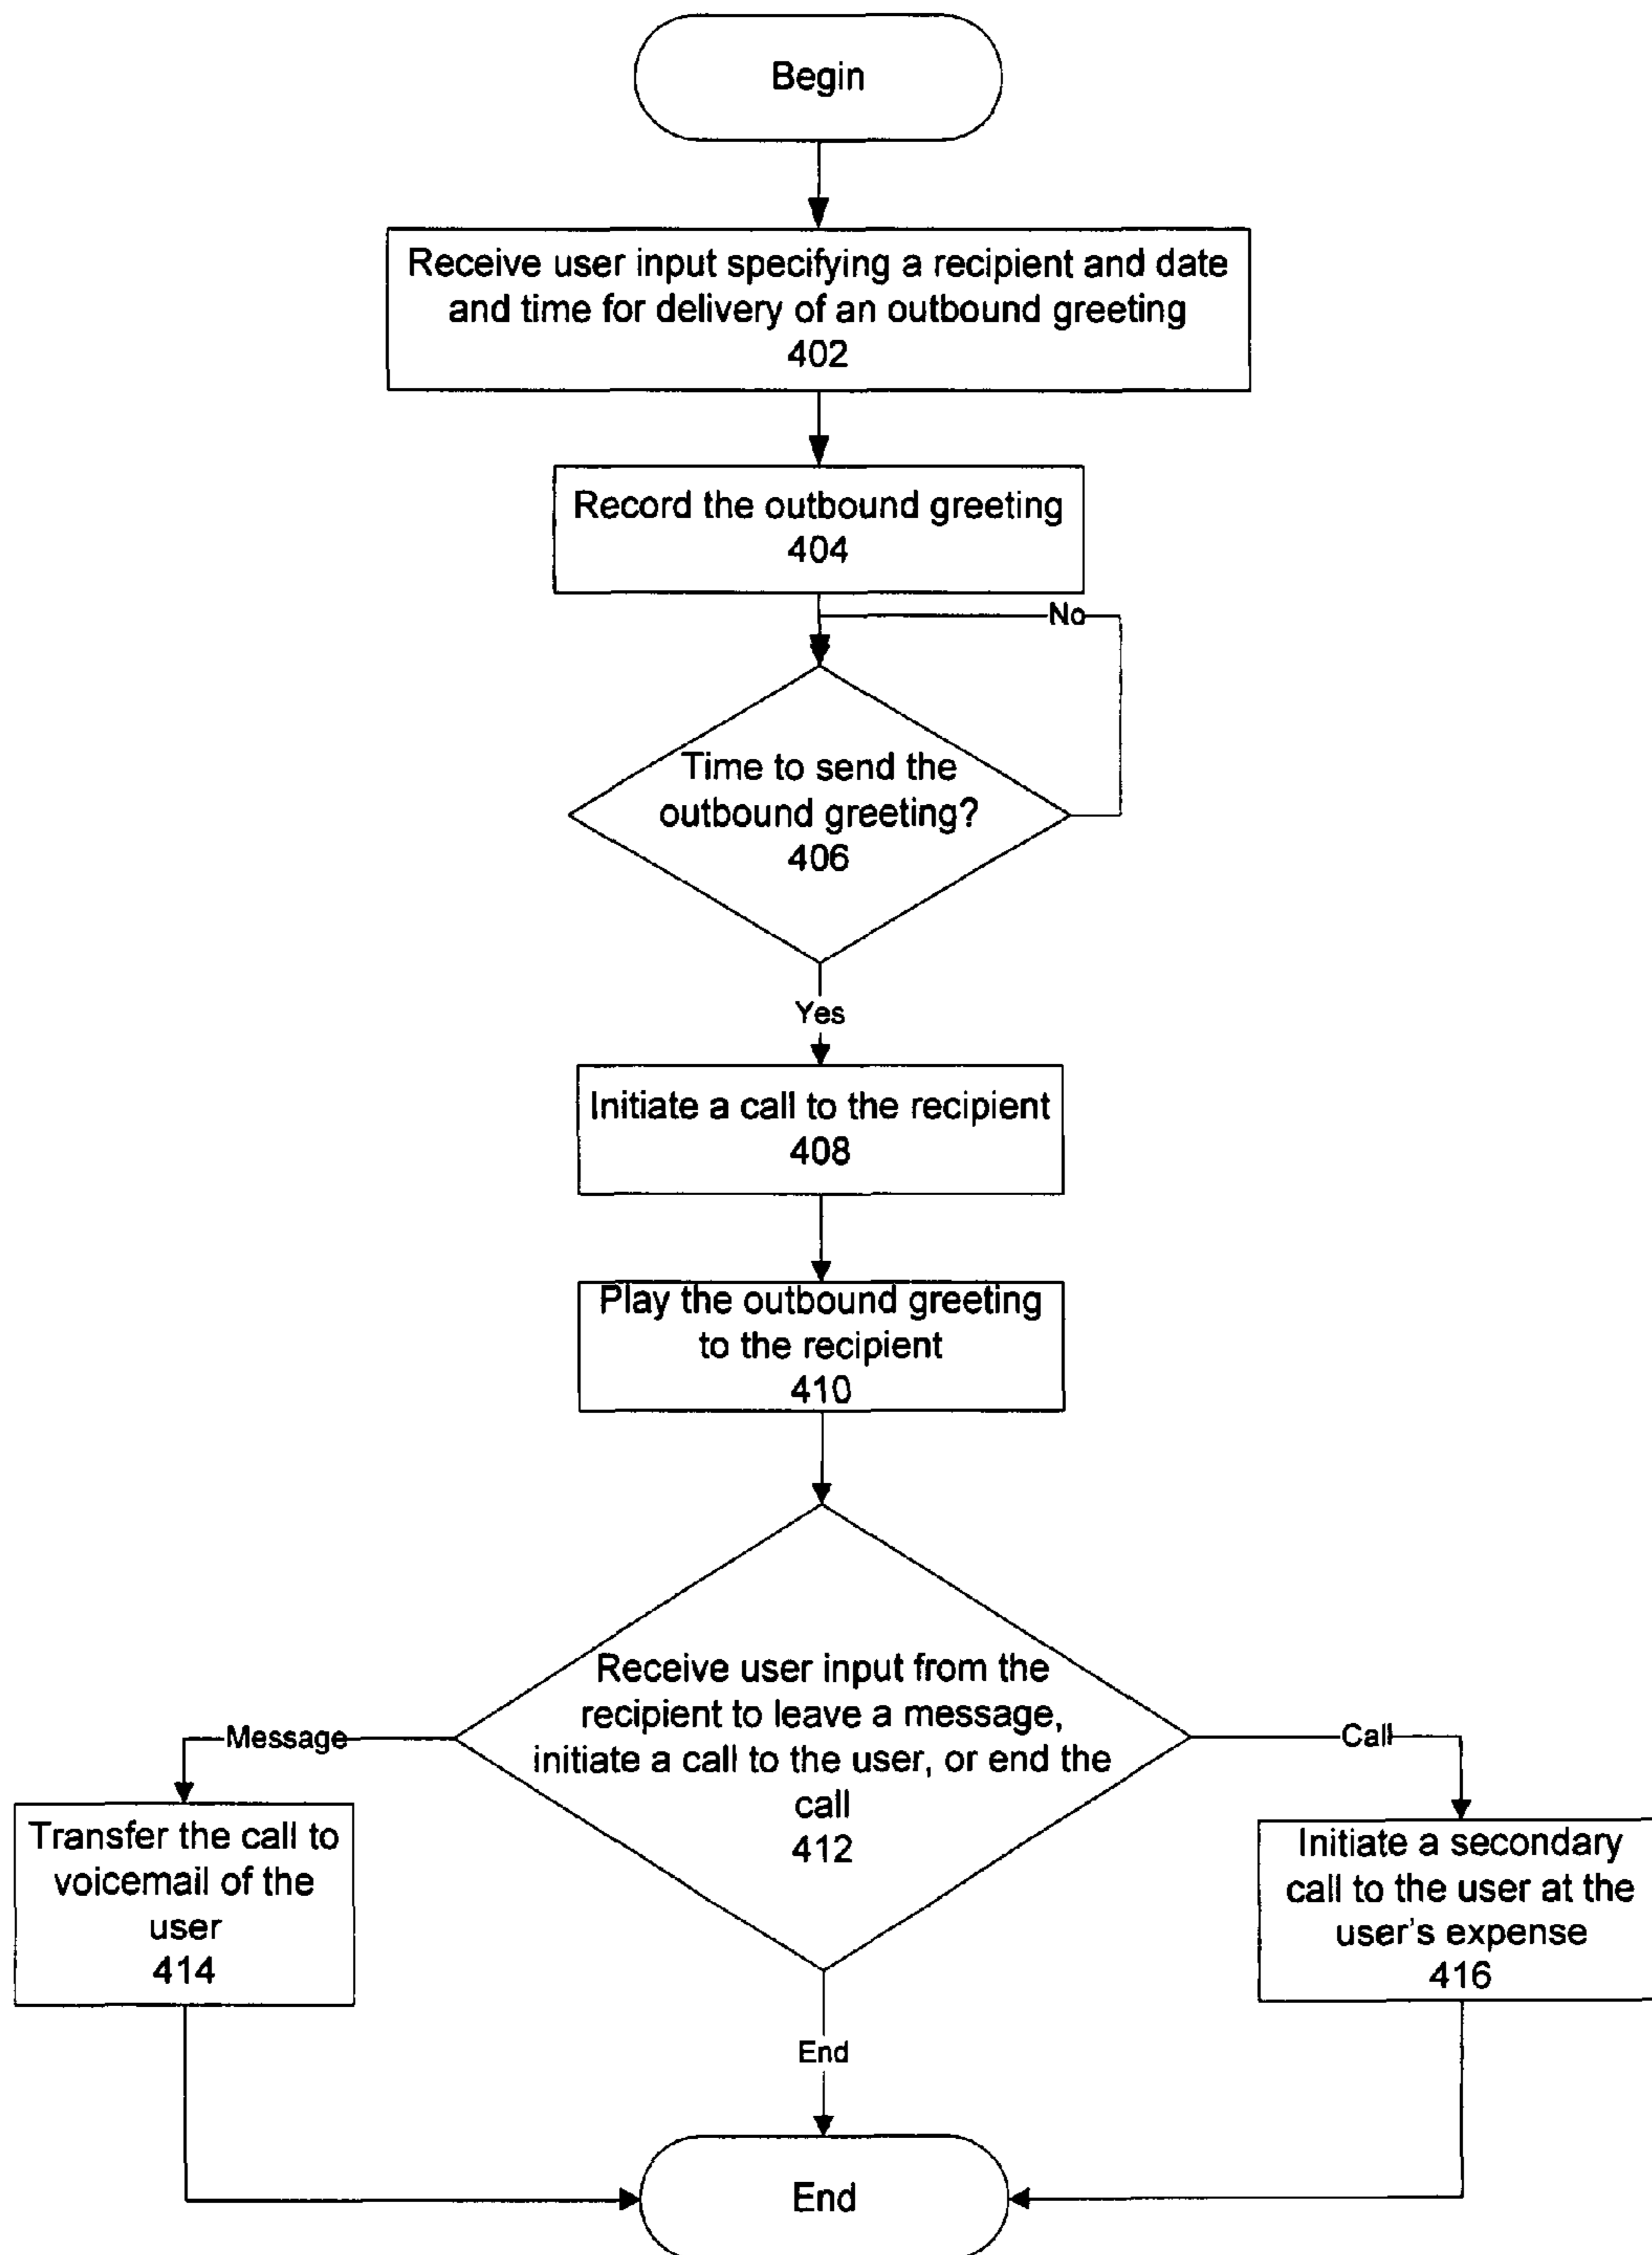 Begin
Receive user input specifying a recipient and date
and time for delivery of an outbound greeting
402
Record the outbound greeting
404
No
Time to send the
outbound greeting?
406
Yes
Initiate a call to the recipient
408
Play the outbound greeting
to the recipient
410
Receive user input from the
recipient to leave a message,
initiate a call to the user, or end the
call
412
Message
Call
Transfer the call to
voicemail of the
user
414
Initiate a secondary
call to the user at the
user's expense
416
End
End